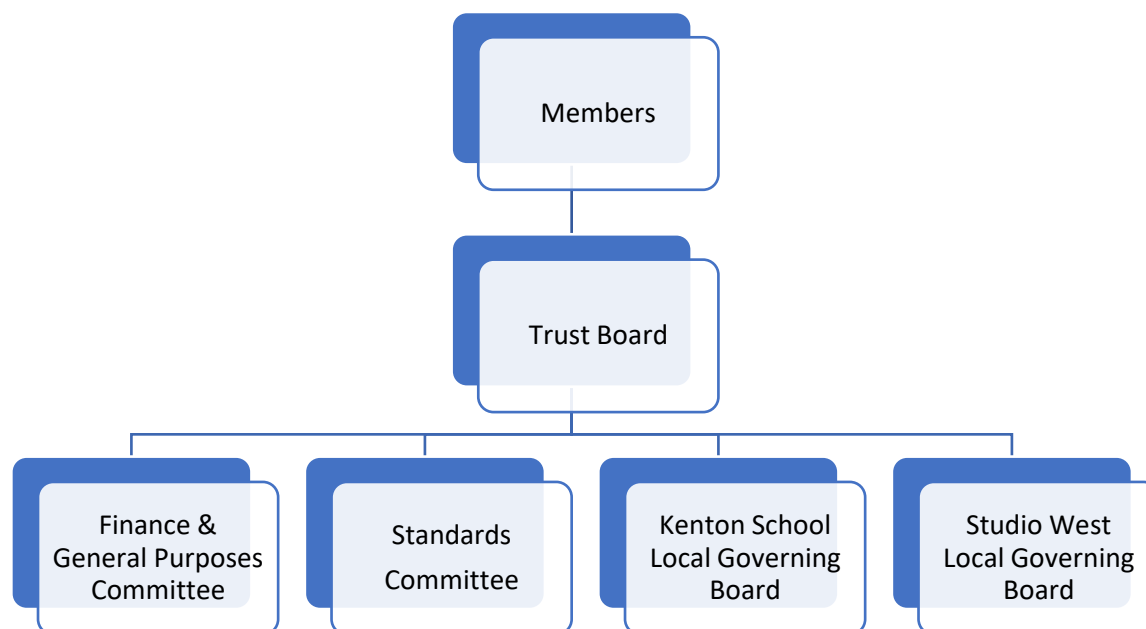 Members
Trust Board
Finance &
General Purposes
Committee
Standards
Committee
Kenton School
Local Governing
Board
Studio West
Local Governing
Board